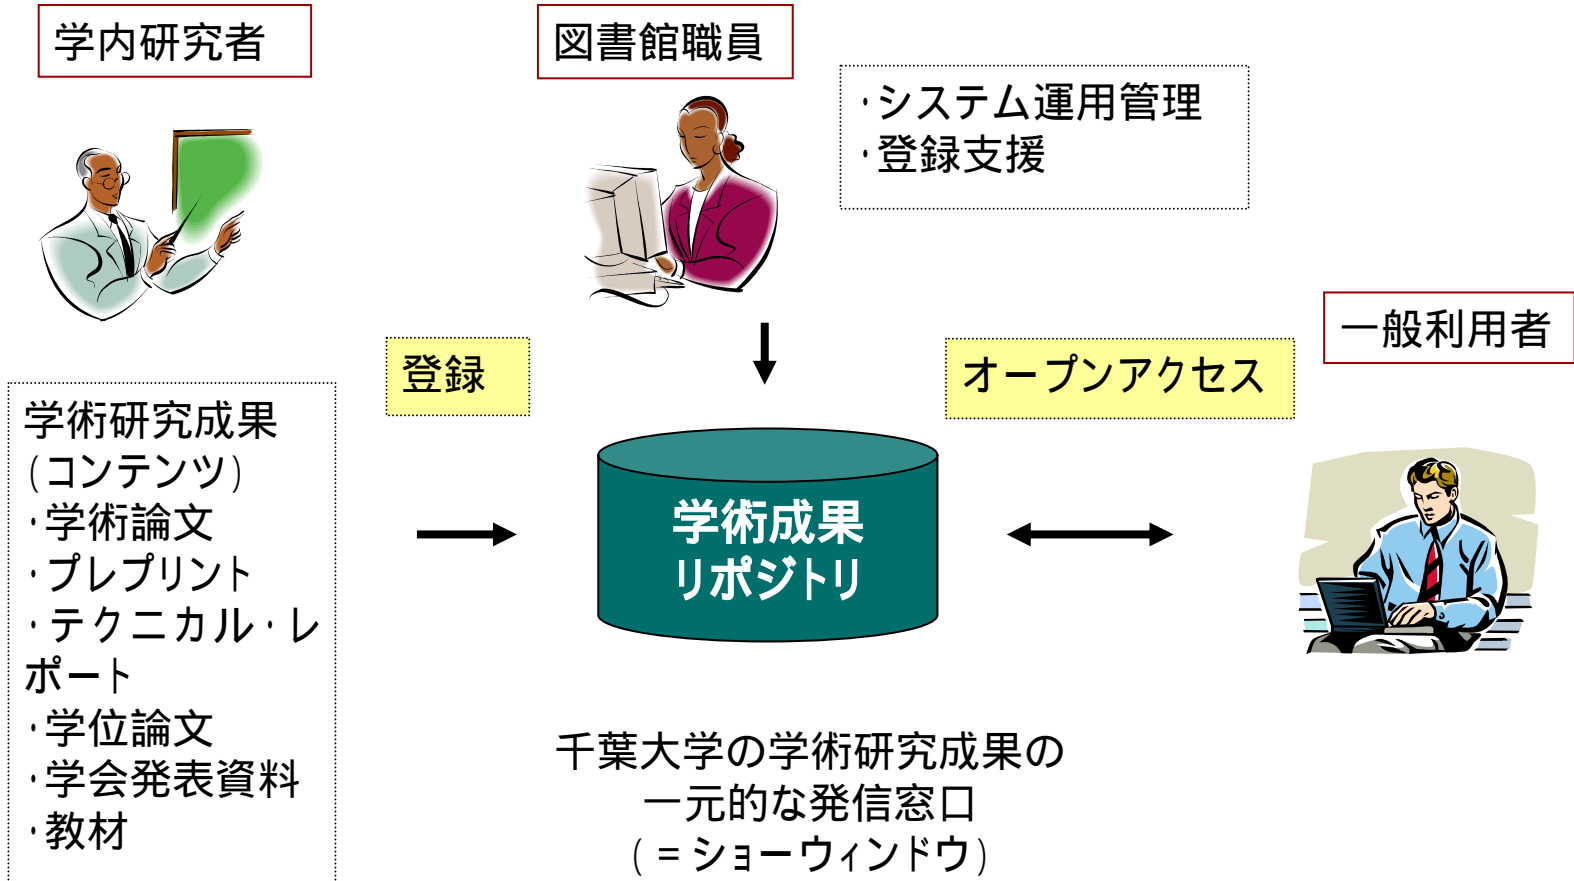 学内研究者
図書館職員
・システム運用管理
・登録支援
一般利用者
登録
オープンアクセス
学術研究成果
(コンテンツ)
・学術論文
・プレプリント
・テクニカル・レ
ポート
・学位論文
・学会発表資料
・教材
学術成果
リポジトリ
千葉大学の学術研究成果の
一元的な発信窓口
(=ショーウィンドウ)